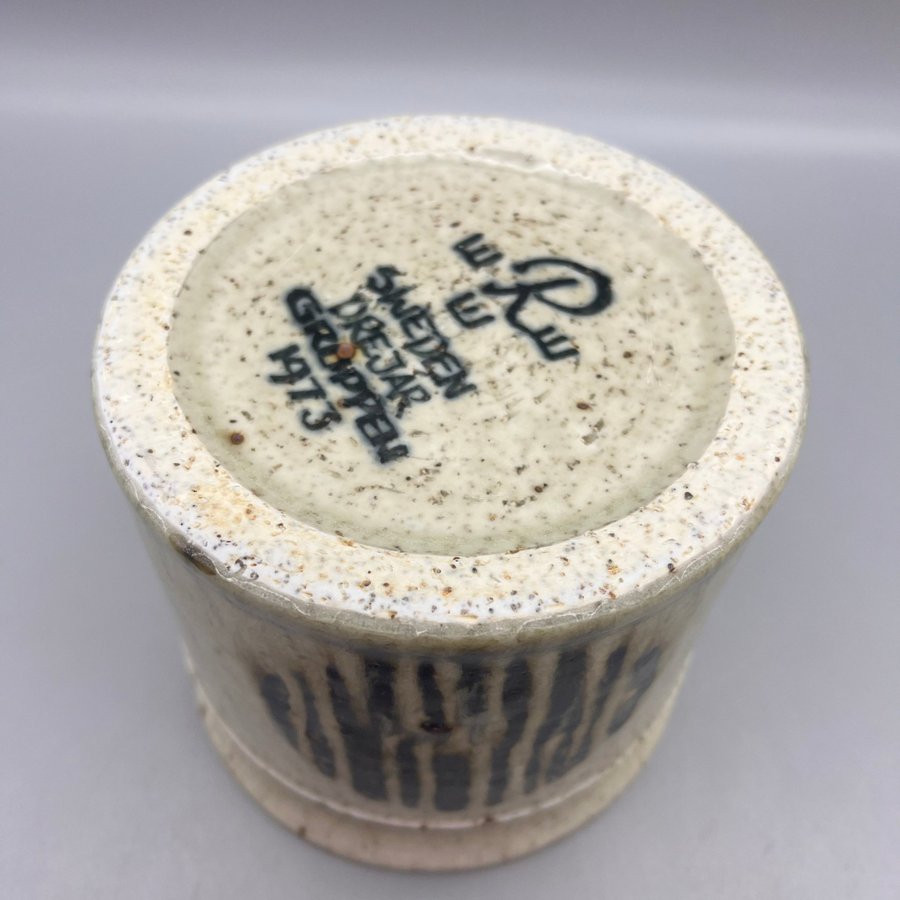 E R
E E
SWEDEN
DREJAR
GRUPPEN
1973